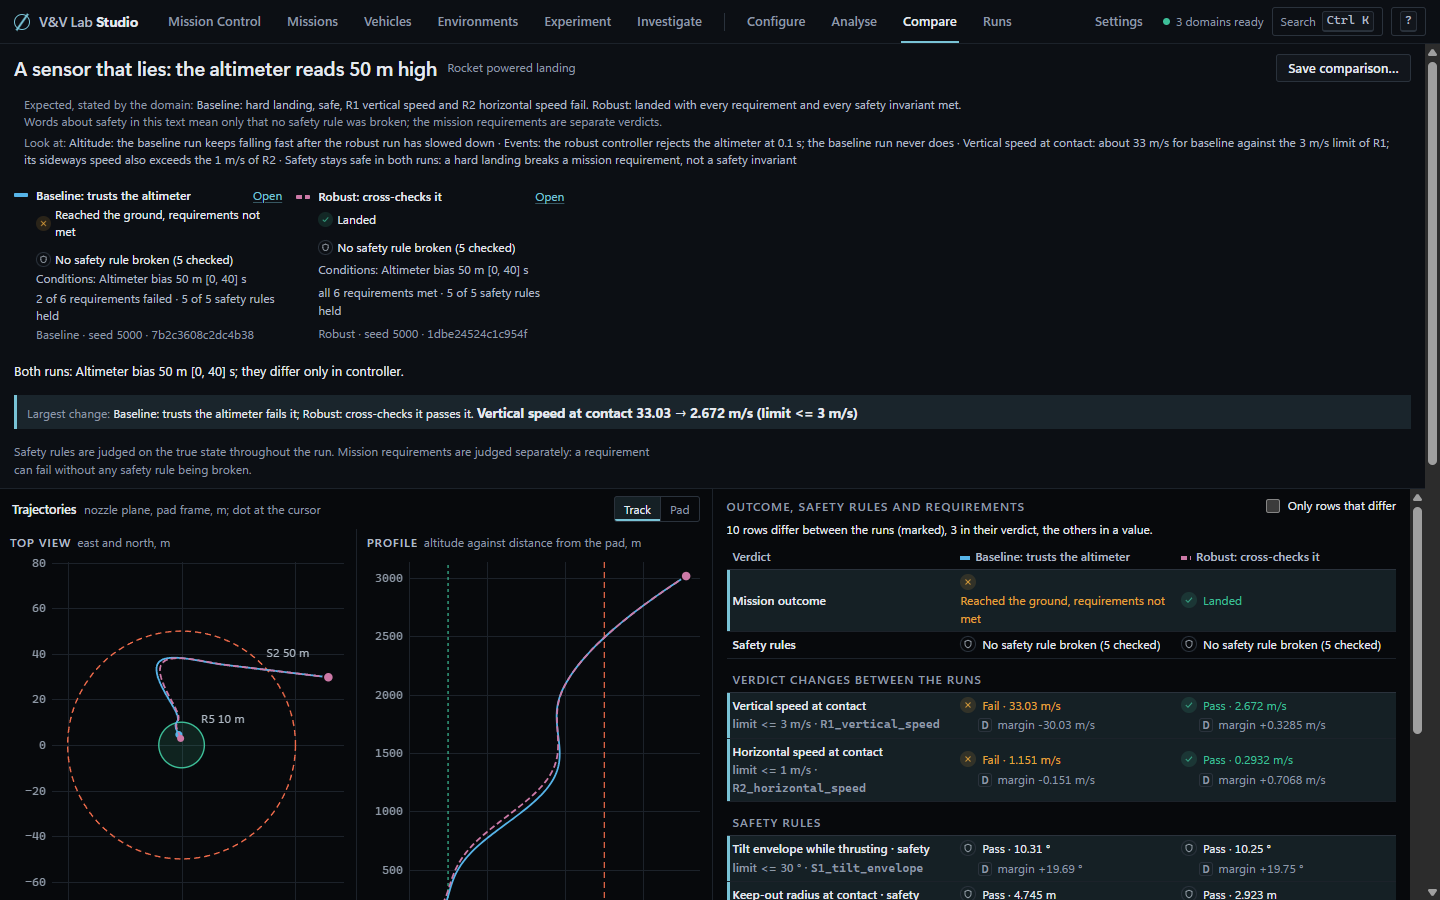 V&V Lab Studio
Mission Control
Missions
Vehicles
Environments
Experiment
Investigate
Configure
Analyse
Compare
Runs
Settings
3 domains ready
Search Ctrl K
?
A sensor that lies: the altimeter reads 50 m high Rocket powered landing
Save comparison...
Expected, stated by the domain: Baseline: hard landing, safe, R1 vertical speed and R2 horizontal speed fail. Robust: landed with every requirement and every safety invariant met.
Words about safety in this text mean only that no safety rule was broken; the mission requirements are separate verdicts.
Look at: Altitude: the baseline run keeps falling fast after the robust run has slowed down · Events: the robust controller rejects the altimeter at 0.1 s; the baseline run never does · Vertical speed at contact: about 33 m/s for baseline against the 3 m/s limit of R1;
its sideways speed also exceeds the 1 m/s of R2 · Safety stays safe in both runs: a hard landing breaks a mission requirement, not a safety invariant
Baseline: trusts the altimeter Open
Reached the ground, requirements not
met
No safety rule broken (5 checked)
Conditions: Altimeter bias 50 m [0, 40] s
2 of 6 requirements failed · 5 of 5 safety rules
held
Baseline · seed 5000 · 7b2c3608c2dc4b38
Robust: cross-checks it Open
Landed
No safety rule broken (5 checked)
Conditions: Altimeter bias 50 m [0, 40] s
all 6 requirements met · 5 of 5 safety rules
held
Robust · seed 5000 · 1dbe24524c1c954f
Both runs: Altimeter bias 50 m [0, 40] s; they differ only in controller.
Largest change: Baseline: trusts the altimeter fails it; Robust: cross-checks it passes it. Vertical speed at contact 33.03 → 2.672 m/s (limit <= 3 m/s)
Safety rules are judged on the true state throughout the run. Mission requirements are judged separately: a requirement
can fail without any safety rule being broken.
Trajectories nozzle plane, pad frame, m; dot at the cursor
Track
Pad
TOP VIEW east and north, m
80
60
40
20
0
−20
−40
−60
S2 50 m
R5 10 m
PROFILE altitude against distance from the pad, m
3000
2500
2000
1500
1000
500
OUTCOME, SAFETY RULES AND REQUIREMENTS
Only rows that differ
10 rows differ between the runs (marked), 3 in their verdict, the others in a value.
Verdict Baseline: trusts the altimeter Robust: cross-checks it
Mission outcome
Reached the ground, requirements not
met
Landed
Safety rules No safety rule broken (5 checked) No safety rule broken (5 checked)
VERDICT CHANGES BETWEEN THE RUNS
Vertical speed at contact Fail · 33.03 m/s Pass · 2.672 m/s
limit <= 3 m/s · R1_vertical_speed D margin -30.03 m/s D margin +0.3285 m/s
Horizontal speed at contact Fail · 1.151 m/s Pass · 0.2932 m/s
limit <= 1 m/s ·
R2_horizontal_speed D margin -0.151 m/s D margin +0.7068 m/s
SAFETY RULES
Tilt envelope while thrusting · safety Pass · 10.31 ° Pass · 10.25 °
limit <= 30 ° · S1_tilt_envelope D margin +19.69 ° D margin +19.75 °
Keep-out radius at contact · safety Pass · 4.745 m Pass · 2.923 m